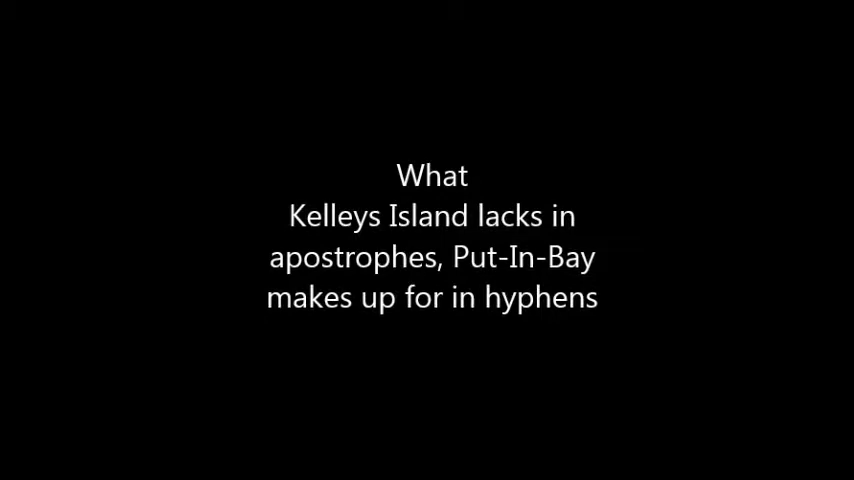 What
Kelleys Island lacks in
apostrophes, Put-In-Bay
makes up for in hyphens